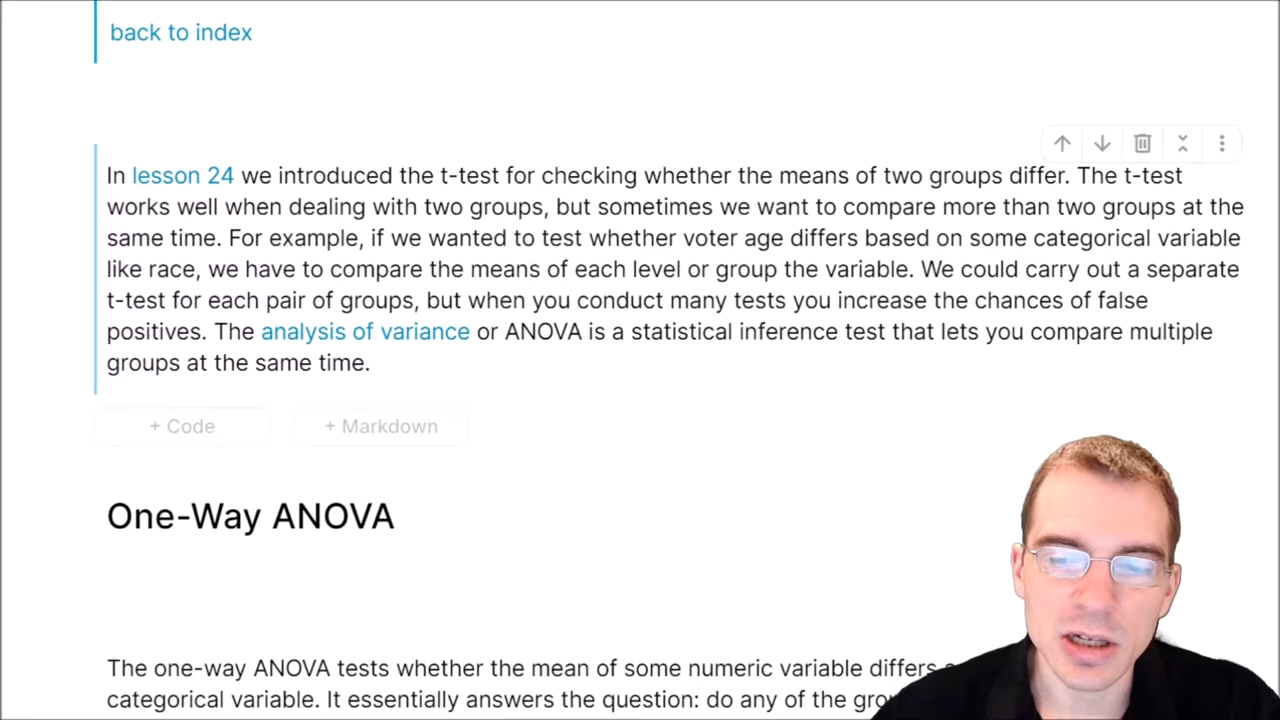 back to index
In lesson 24 we introduced the t-test for checking whether the means of two groups differ. The t-test
works well when dealing with two groups, but sometimes we want to compare more than two groups at the
same time. For example, if we wanted to test whether voter age differs based on some categorical variable
like race, we have to compare the means of each level or group the variable. We could carry out a separate
t-test for each pair of groups, but when you conduct many tests you increase the chances of false
positives. The analysis of variance or ANOVA is a statistical inference test that lets you compare multiple
groups at the same time.
+ Code + Markdown
One-Way ANOVA
The one-way ANOVA tests whether the mean of some numeric variable differs
categorical variable. It essentially answers the question: do any of the